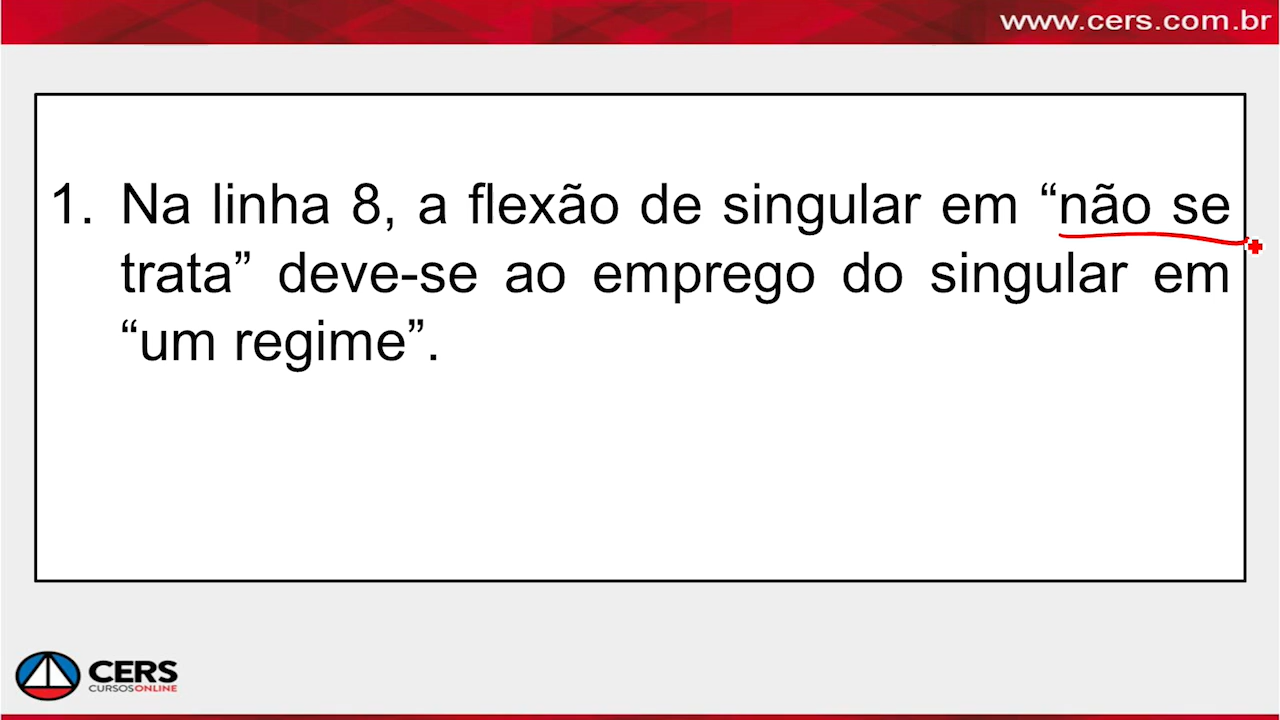 www.cers.com.br
1. Na linha 8, a flexão de singular em “não se
trata” deve-se ao emprego do singular em
“um regime”.
CERS
CURSOSONLINE